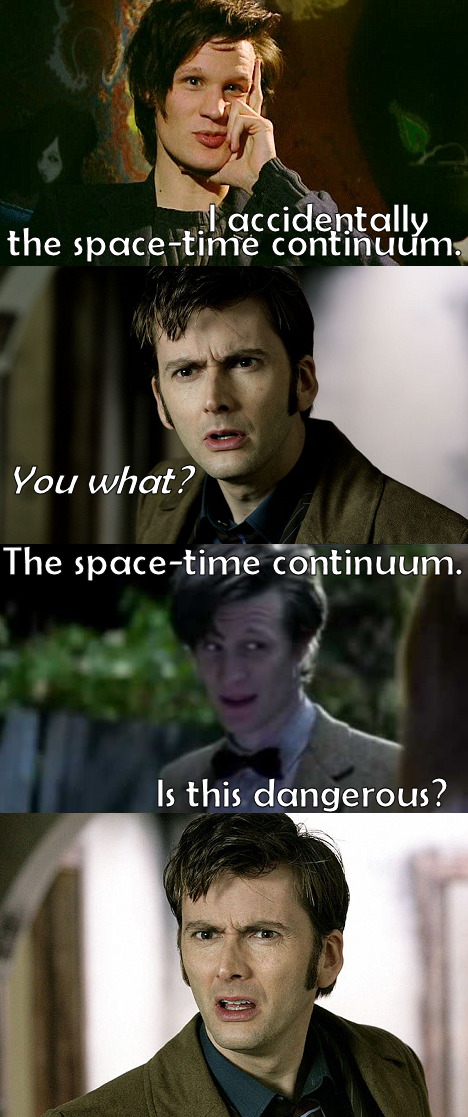 I accidentally
the space-time continuum.
You what?
The space-time continuum.
Is this dangerous?